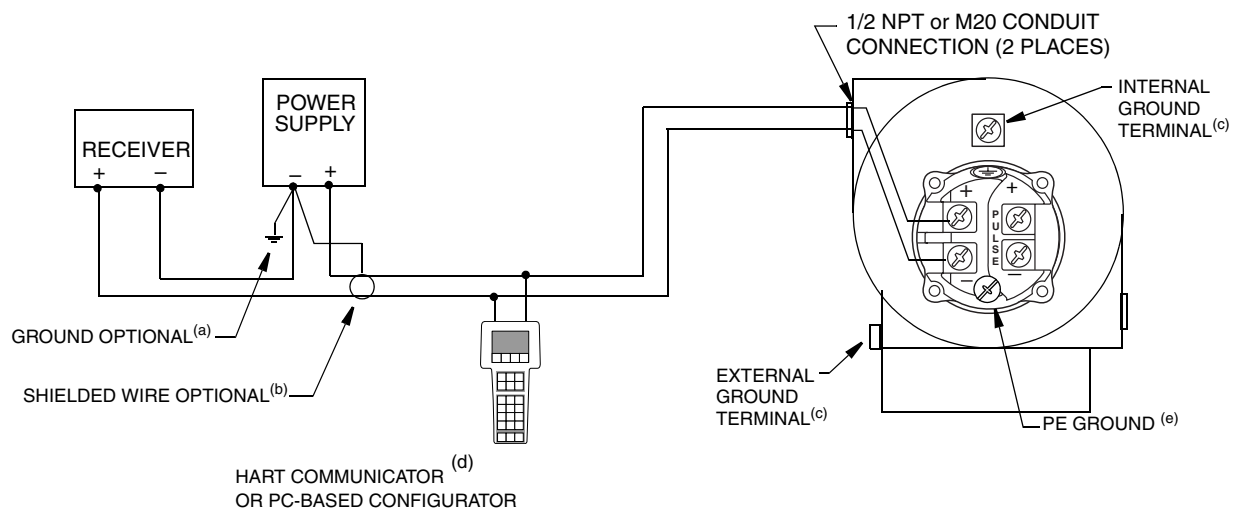 1/2 NPT or M20 CONDUIT
CONNECTION (2 PLACES)
POWER
SUPPLY
RECEIVER
+ −
− +
INTERNAL
GROUND
TERMINAL(c)
+ +
PULSE
− −
GROUND OPTIONAL(a)
SHIELDED WIRE OPTIONAL(b)
EXTERNAL
GROUND
TERMINAL(c)
PE GROUND (e)
HART COMMUNICATOR (d)
OR PC-BASED CONFIGURATOR